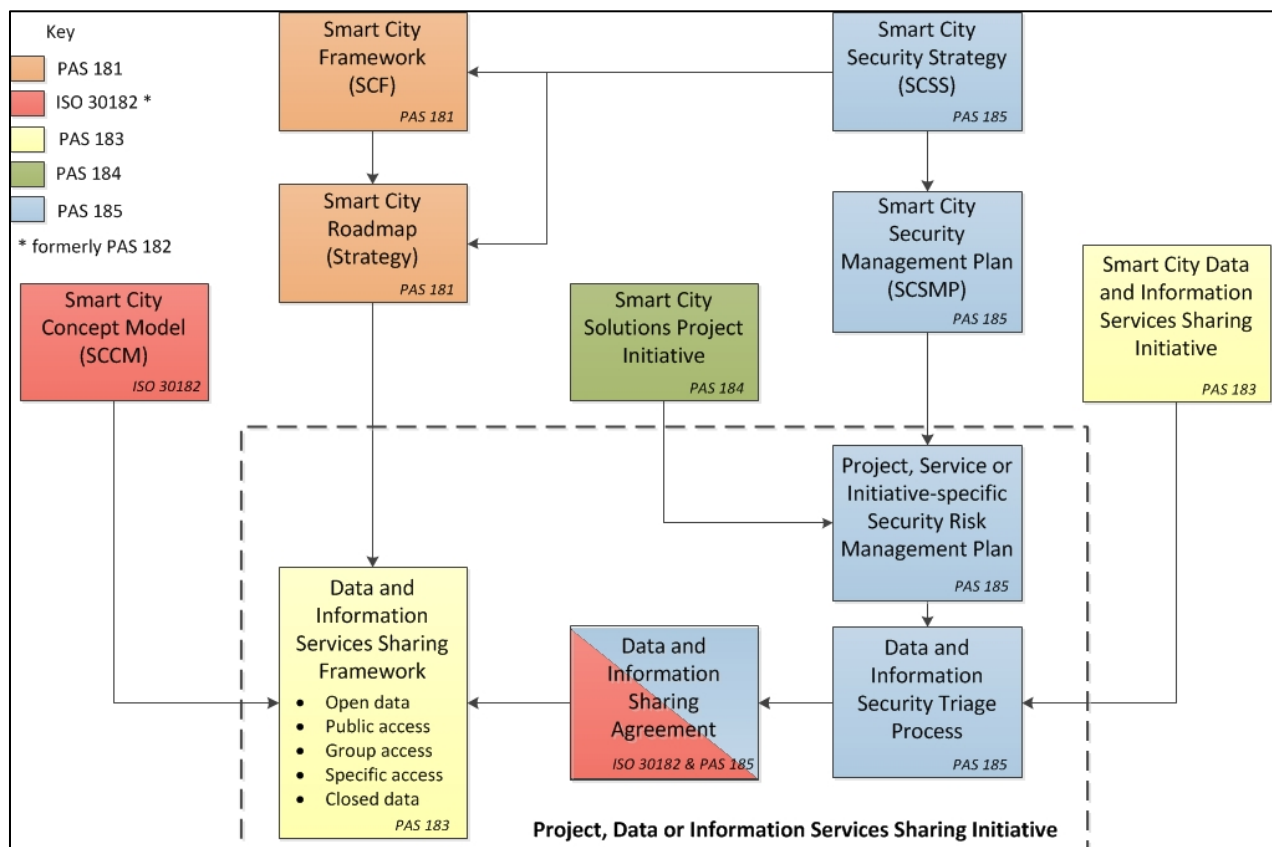 Key
PAS 181
ISO 30182 *
PAS 183
PAS 184
PAS 185
* formerly PAS 182
Smart City
Framework
(SCF)
PAS 181
Smart City
Security Strategy
(SCSS)
PAS 185
Smart City
Roadmap
(Strategy)
PAS 181
Smart City
Security
Management Plan
(SCSMP)
PAS 185
Smart City
Concept Model
(SCCM)
ISO 30182
Smart City
Solutions Project
Initiative
PAS 184
Smart City Data
and Information
Services Sharing
Initiative
PAS 183
Project, Service or
Initiative-specific
Security Risk
Management Plan
PAS 185
Data and
Information
Services Sharing
Framework
• Open data
• Public access
• Group access
• Specific access
• Closed data
PAS 183
Data and
Information
Sharing
Agreement
ISO 30182 & PAS 185
Data and
Information
Security Triage
Process
PAS 185
Project, Data or Information Services Sharing Initiative